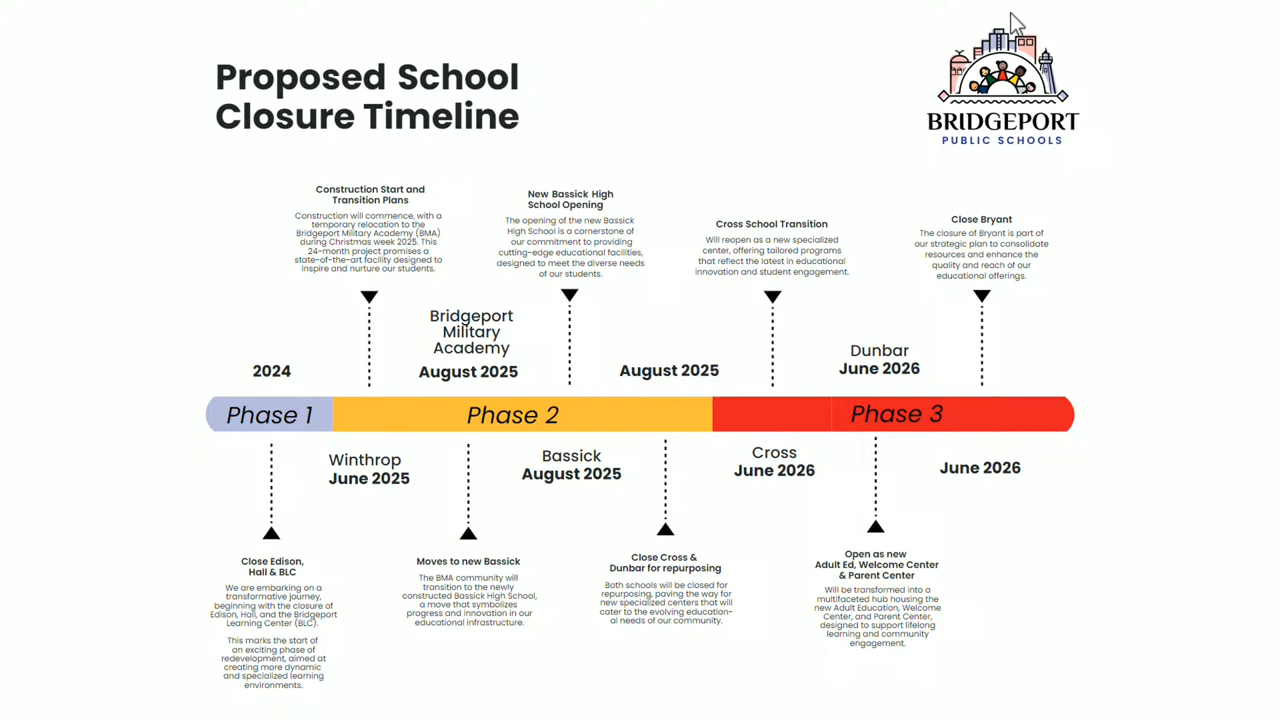 Proposed School
Closure Timeline
BRIDGEPORT
PUBLIC SCHOOLS
Construction Start and
Transition Plans
Construction will commence, with a
temporary relocation to the
Bridgeport Military Academy (BMA)
during Christmas week 2025. This
24-month project promises a
state-of-the-art facility designed to
inspire and nurture our students.
New Bassick High
School Opening
The opening of the new Bassick
High School is a cornerstone of
our commitment to providing
cutting-edge educational facilities,
designed to meet the diverse needs
of our students.
Cross School Transition
Will reopen as a new specialized
center, offering tailored programs
that reflect the latest in educational
innovation and student engagement.
Close Bryant
The closure of Bryant is part of
our strategic plan to consolidate
resources and enhance the
quality and reach of our
educational offerings.
2024
Bridgeport
Military
Academy
August 2025
August 2025
Dunbar
June 2026
Phase 1
Phase 2
Phase 3
Winthrop
June 2025
Bassick
August 2025
Cross
June 2026
June 2026
Close Edison,
Hall & BLC
We are embarking on a
transformative journey,
beginning with the closure of
Edison, Hall, and the Bridgeport
Learning Center (BLC).
This marks the start of
an exciting phase of
redevelopment, aimed at
creating more dynamic
and specialized learning
environments.
Moves to new Bassick
The BMA community will
transition to the newly
constructed Bassick High School,
a move that symbolizes
progress and innovation in our
educational infrastructure.
Close Cross &
Dunbar for repurposing
Both schools will be closed for
repurposing, paving the way for
new specialized centers that will
cater to the evolving education-
al needs of our community.
Open as new
Adult Ed, Welcome Center
& Parent Center
Will be transformed into a
multifaceted hub housing the
new Adult Education, Welcome
Center, and Parent Center,
designed to support lifelong
learning and community
engagement.